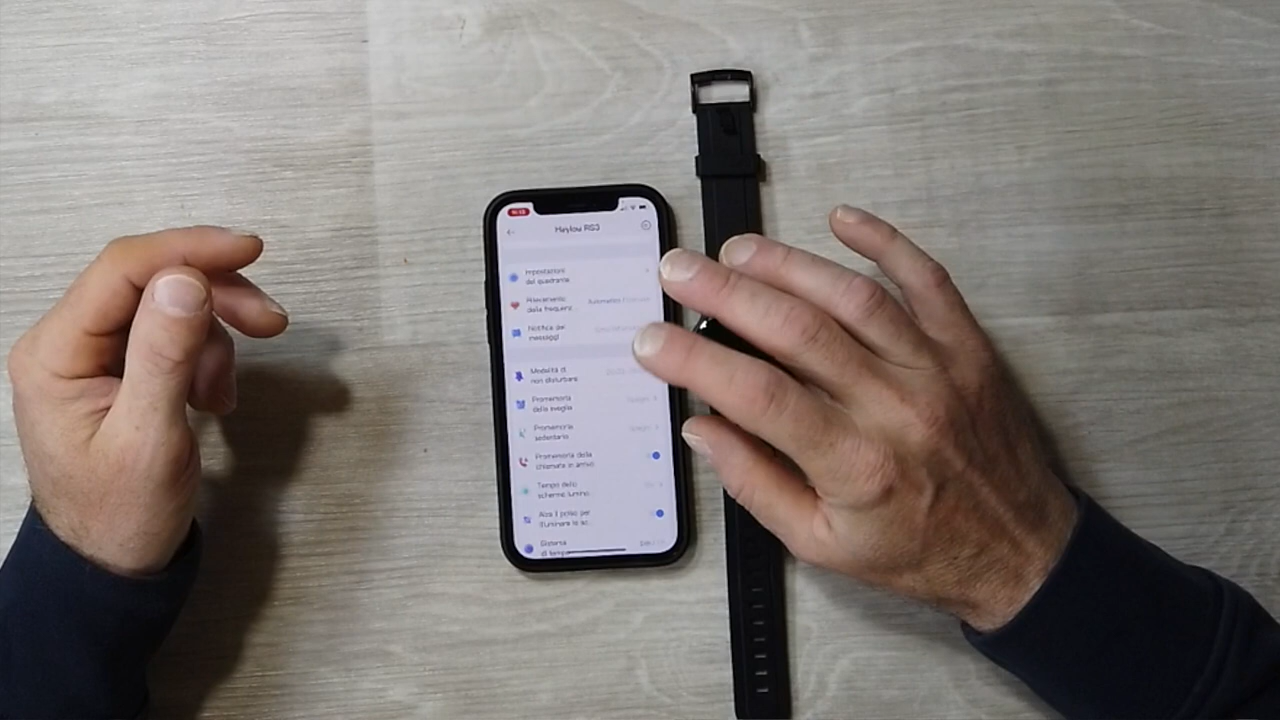 Haylou RS3
Impostazioni
del quadrante
Rilevamento
della frequenz
Automatico
Notifica per
messaggi
Modalità di
non disturbare
Promemoria
della sveglia
Promemoria
sedentario
Promemoria della
chiamata in arrivo
Tempo dello
schermo lumino
Alza il polso per
illuminare lo sc...
Sistema
di tempo